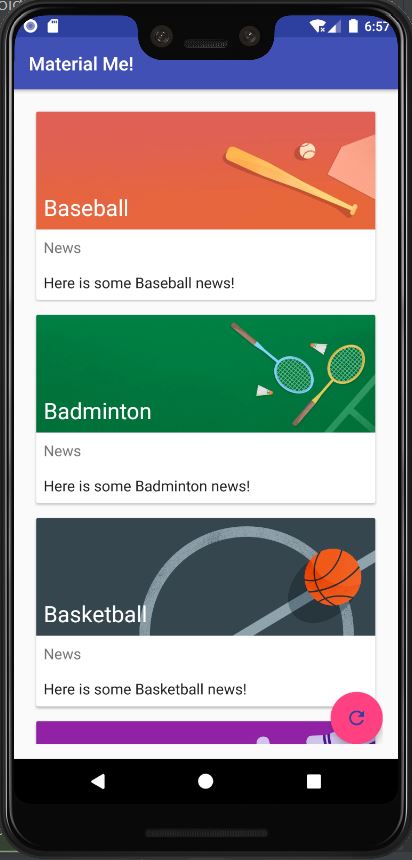 6:57
Material Me!
Baseball
News
Here is some Baseball news!
Badminton
News
Here is some Badminton news!
Basketball
News
Here is some Basketball news!